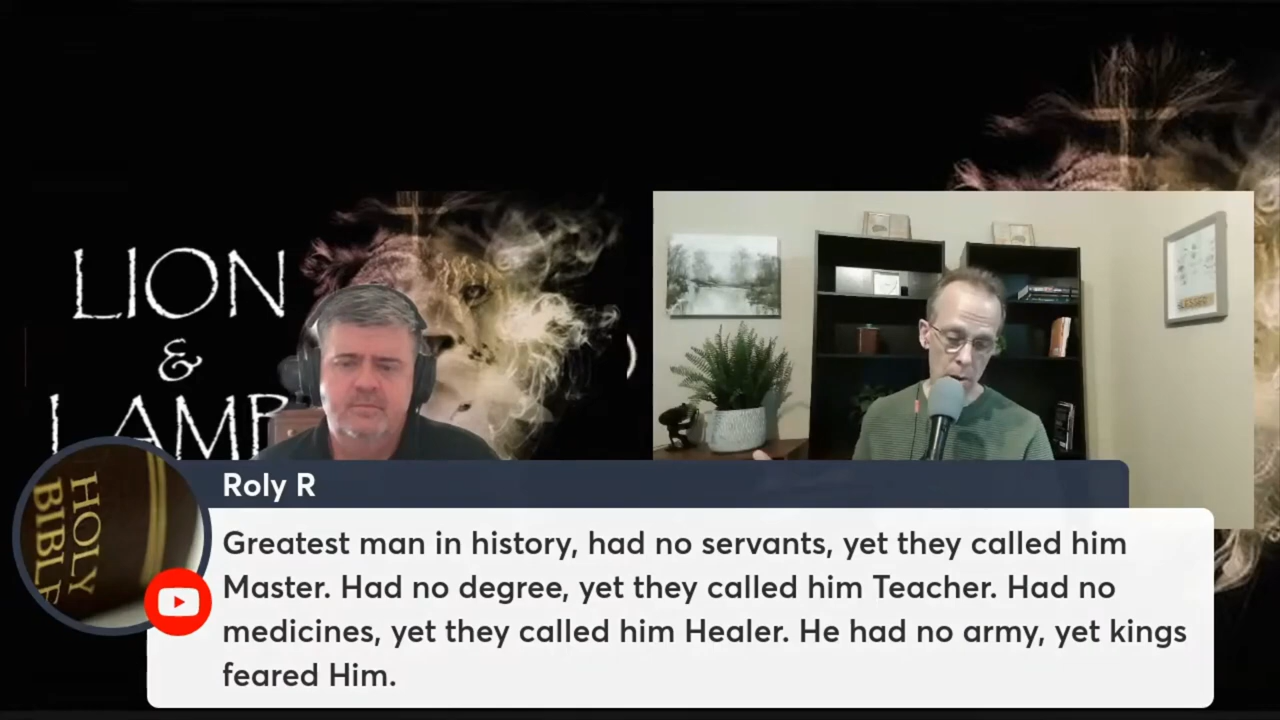 LION
&
LAMB
HOLY
BIBLE
Roly R
Greatest man in history, had no servants, yet they called him
Master. Had no degree, yet they called him Teacher. Had no
medicines, yet they called him Healer. He had no army, yet kings
feared Him.